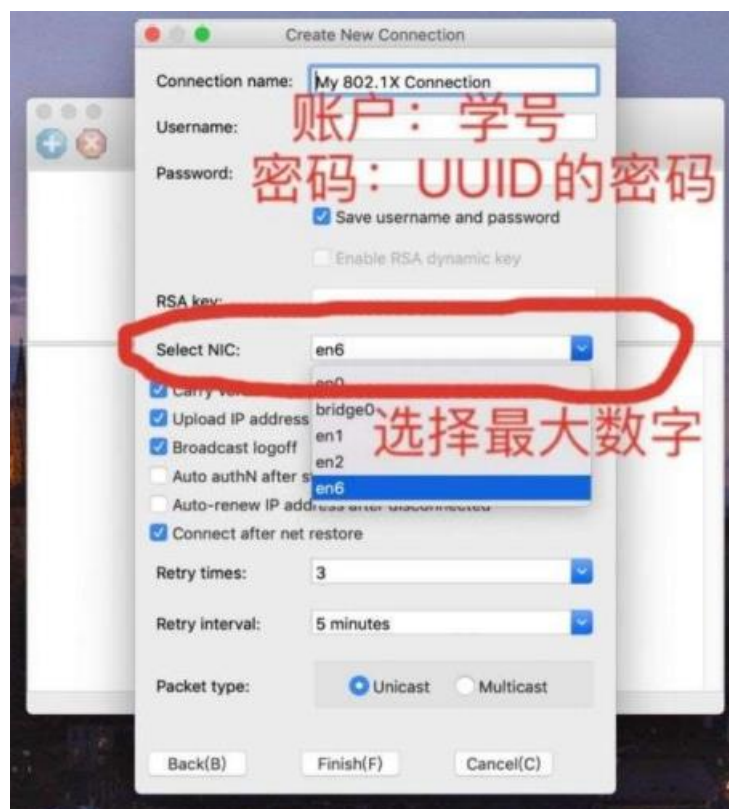 Create New Connection
Connection name: My 802.1X Connection
账户：学号
Username:
密码：UUID的密码
Password:
Save username and password
Enable RSA dynamic key
RSA key:
Select NIC: en6
en0
bridge0
Upload IP address
选择最大数字
en1
Broadcast logoff
en2
Auto authN after
en6
Auto-renew IP address after disconnected
Connect after net restore
Retry times: 3
Retry interval: 5 minutes
Packet type: Unicast Multicast
Back(B) Finish(F) Cancel(C)